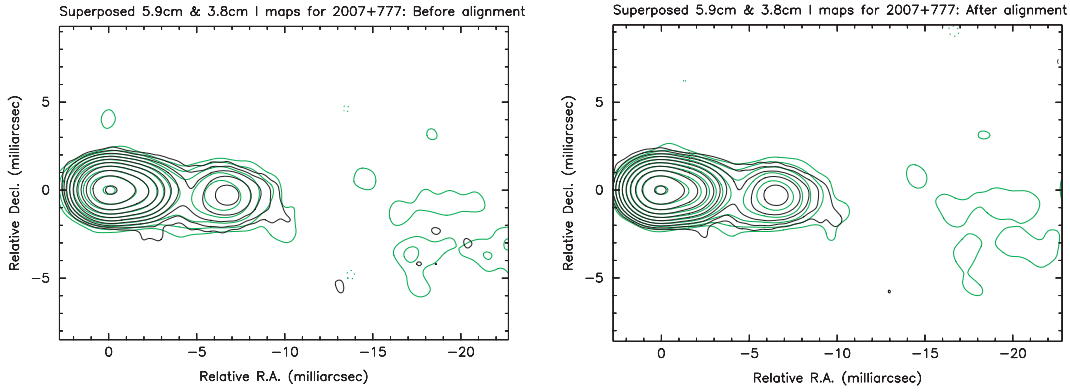 Superposed 5.9cm & 3.8cm I maps for 2007+777: Before alignment
Relative Decl. (milliarcsec)
5
0
−5
0
−5
−10
−15
−20
Relative R.A. (milliarcsec)
Superposed 5.9cm & 3.8cm I maps for 2007+777: After alignment
Relative Decl. (milliarcsec)
5
0
−5
0
−5
−10
−15
−20
Relative R.A. (milliarcsec)